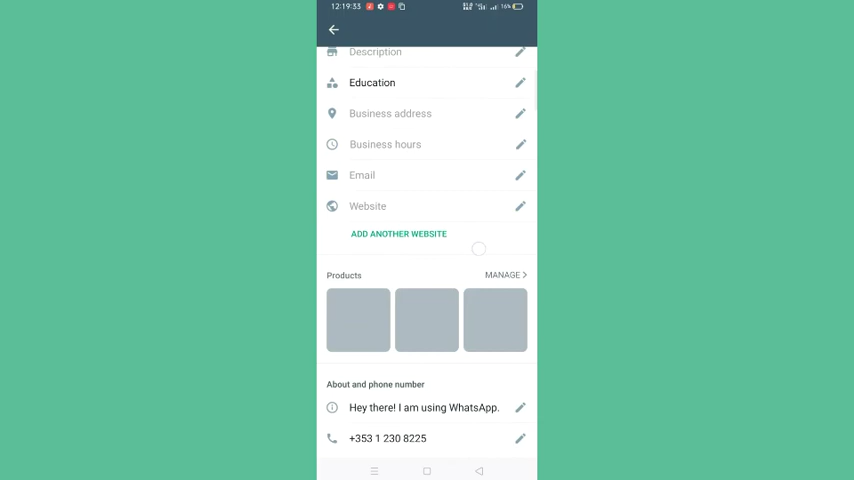 12:19:33
16%
Description
Education
Business address
Business hours
Email
Website
ADD ANOTHER WEBSITE
Products
MANAGE >
About and phone number
Hey there! I am using WhatsApp.
+353 1 230 8225